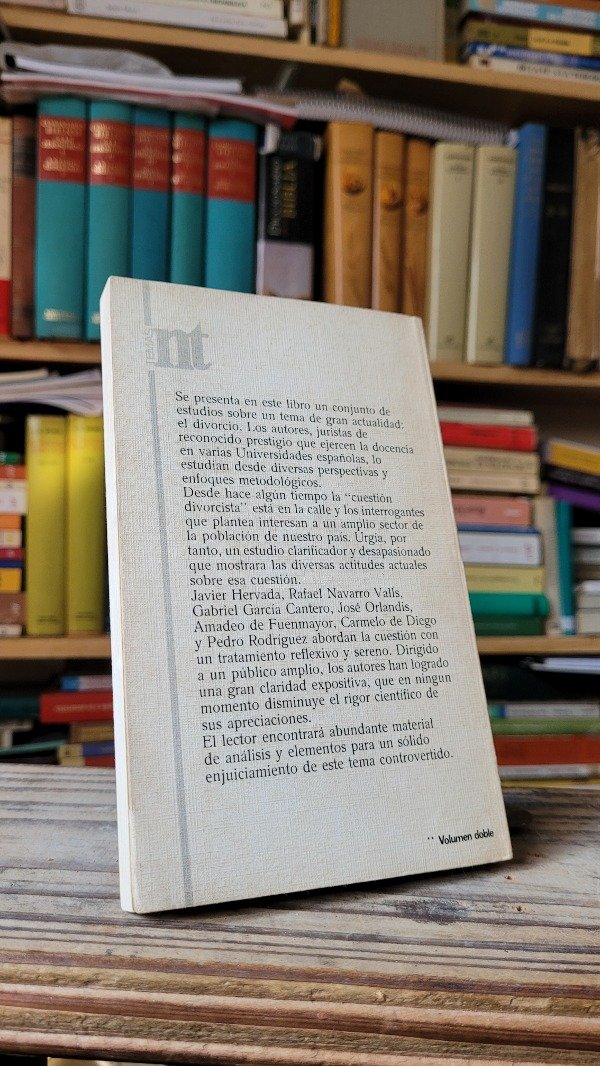 temas
nt
Se presenta en este libro un conjunto de
estudios sobre un tema de gran actualidad:
el divorcio. Los autores, juristas de
reconocido prestigio que ejercen la docencia
en varias Universidades españolas, lo
estudian desde diversas perspectivas y
enfoques metodológicos.
Desde hace algún tiempo la “cuestión
divorcista” está en la calle y los interrogantes
que plantea interesan a un amplio sector de
la población de nuestro país. Urgía, por
tanto, un estudio clarificador y desapasionado
que mostrara las diversas actitudes actuales
sobre esa cuestión.
Javier Hervada, Rafael Navarro Valls,
Gabriel García Cantero, José Orlandis,
Amadeo de Fuenmayor, Carmelo de Diego
y Pedro Rodríguez abordan la cuestión con
un tratamiento reflexivo y sereno. Dirigido
a un público amplio, los autores han logrado
una gran claridad expositiva, que en ningún
momento disminuye el rigor científico de
sus apreciaciones.
El lector encontrará abundante material
de análisis y elementos para un sólido
enjuiciamiento de este tema controvertido.
·· Volumen doble
BIBLIA